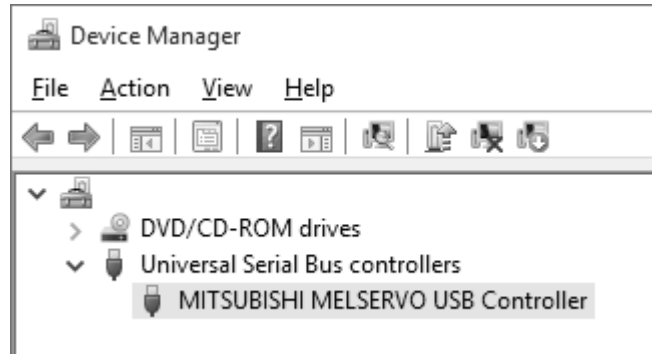 Device Manager
File Action View Help
DVD/CD-ROM drives
Universal Serial Bus controllers
MITSUBISHI MELSERVO USB Controller